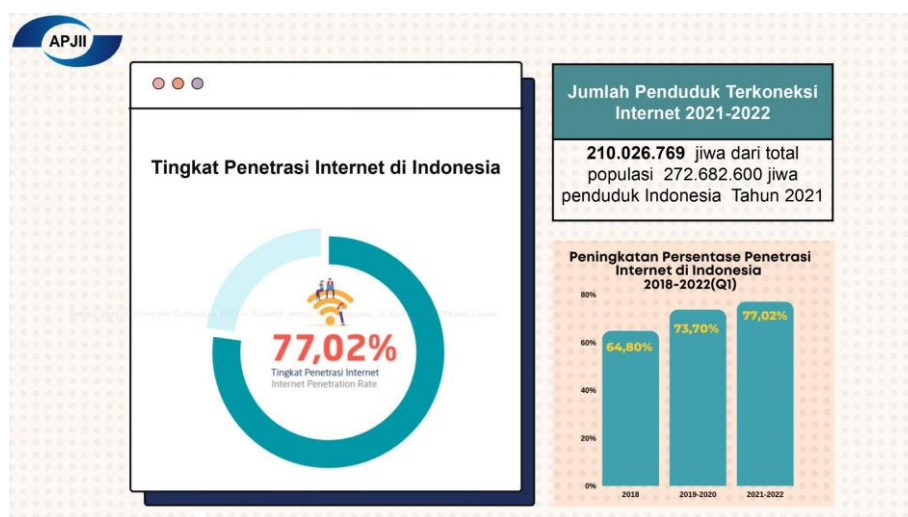 APJII
Tingkat Penetrasi Internet di Indonesia
77,02%
Tingkat Penetrasi Internet
Internet Penetration Rate
Jumlah Penduduk Terkoneksi
Internet 2021-2022
210.026.769 jiwa dari total
populasi 272.682.600 jiwa
penduduk Indonesia Tahun 2021
Peningkatan Persentase Penetrasi
Internet di Indonesia
2018-2022(Q1)
80%
60%
40%
20%
0%
64,80%
73,70%
77,02%
2018
2019-2020
2021-2022